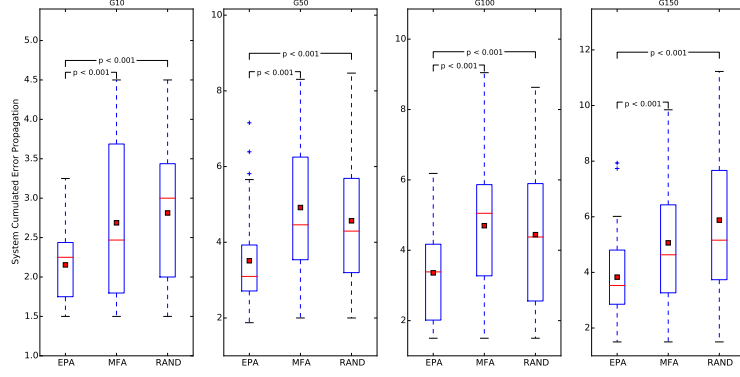 G10 G50 G100 G150
System Cumulated Error Propagation
5.5
5.0
4.5
4.0
3.5
3.0
2.5
2.0
1.5
1.0
p < 0.001
p < 0.001
EPA MFA RAND
10
8
6
4
2
p < 0.001
p < 0.001
EPA MFA RAND
10
8
6
4
2
p < 0.001
p < 0.001
EPA MFA RAND
12
10
8
6
4
2
p < 0.001
p < 0.001
EPA MFA RAND